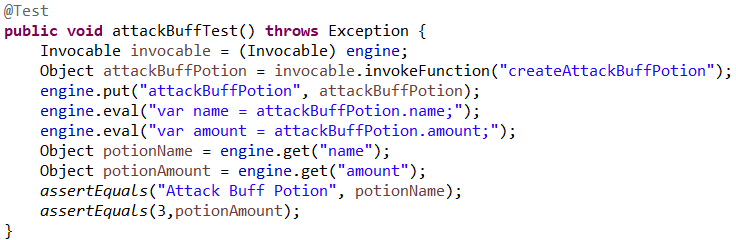 @Test
public void attackBuffTest() throws Exception {
    Invocable invocable = (Invocable) engine;
    Object attackBuffPotion = invocable.invokeFunction("createAttackBuffPotion");
    engine.put("attackBuffPotion", attackBuffPotion);
    engine.eval("var name = attackBuffPotion.name;");
    engine.eval("var amount = attackBuffPotion.amount;");
    Object potionName = engine.get("name");
    Object potionAmount = engine.get("amount");
    assertEquals("Attack Buff Potion", potionName);
    assertEquals(3,potionAmount);
}